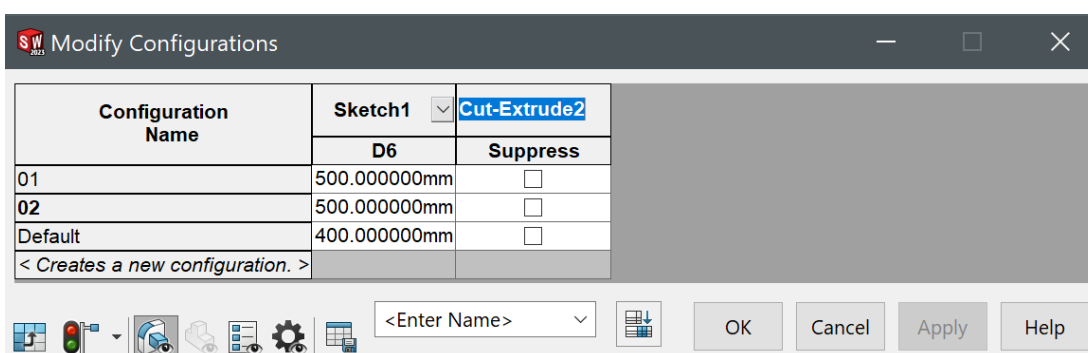 SW 2023 Modify Configurations
Configuration Name Sketch1 Cut-Extrude2
D6 Suppress
01 500.000000mm
02 500.000000mm
Default 400.000000mm
< Creates a new configuration. >
<Enter Name> OK Cancel Apply Help